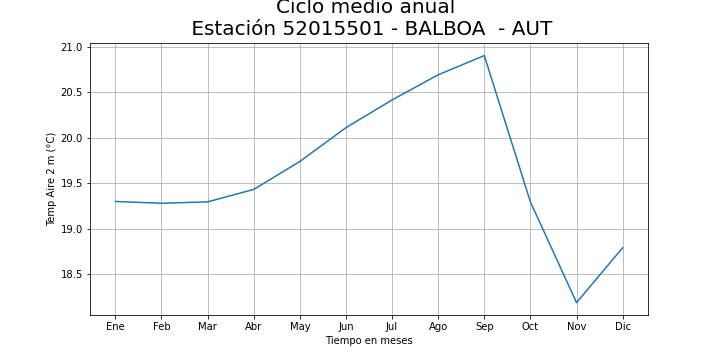 Ciclo medio anual
Estación 52015501 - BALBOA  - AUT
21.0
20.5
20.0
19.5
19.0
18.5
Temp Aire 2 m (°C)
Ene Feb Mar Abr May Jun Jul Ago Sep Oct Nov Dic
Tiempo en meses